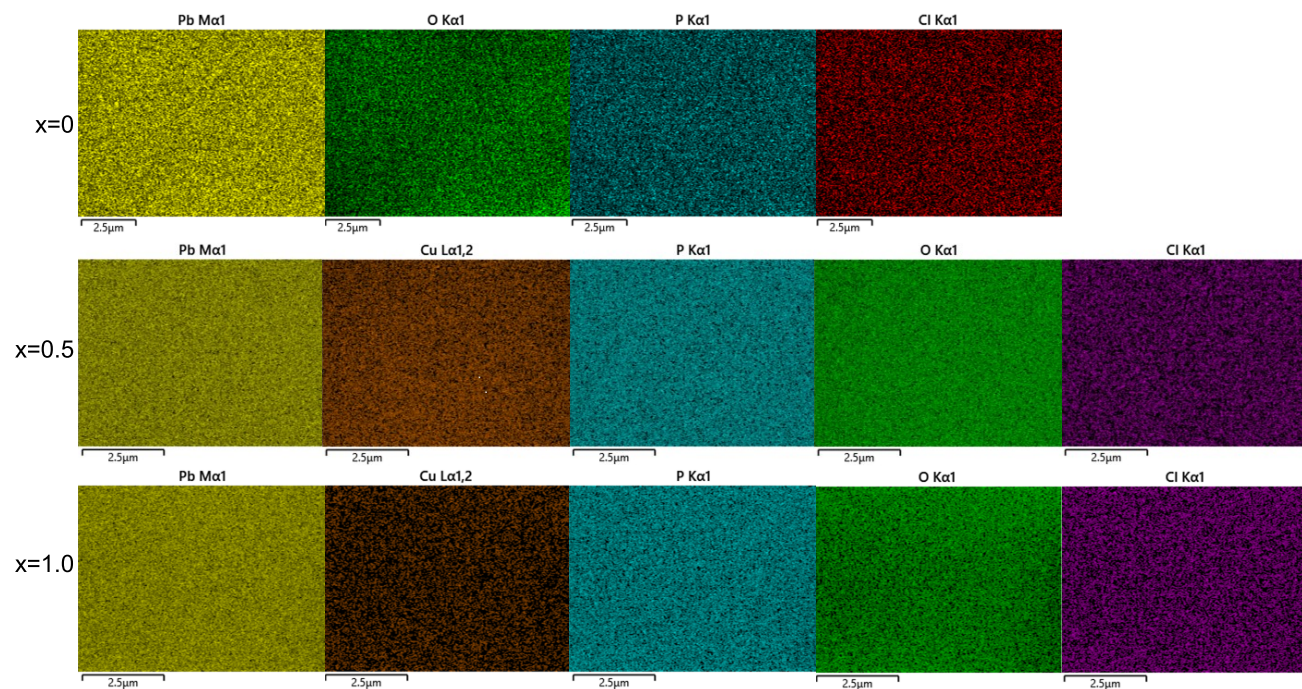 Pb Mα1 O Kα1 P Kα1 Cl Kα1
x=0
2.5µm 2.5µm 2.5µm 2.5µm
Pb Mα1 Cu Lα1,2 P Kα1 O Kα1 Cl Kα1
x=0.5
2.5µm 2.5µm 2.5µm 2.5µm 2.5µm
Pb Mα1 Cu Lα1,2 P Kα1 O Kα1 Cl Kα1
x=1.0
2.5µm 2.5µm 2.5µm 2.5µm 2.5µm